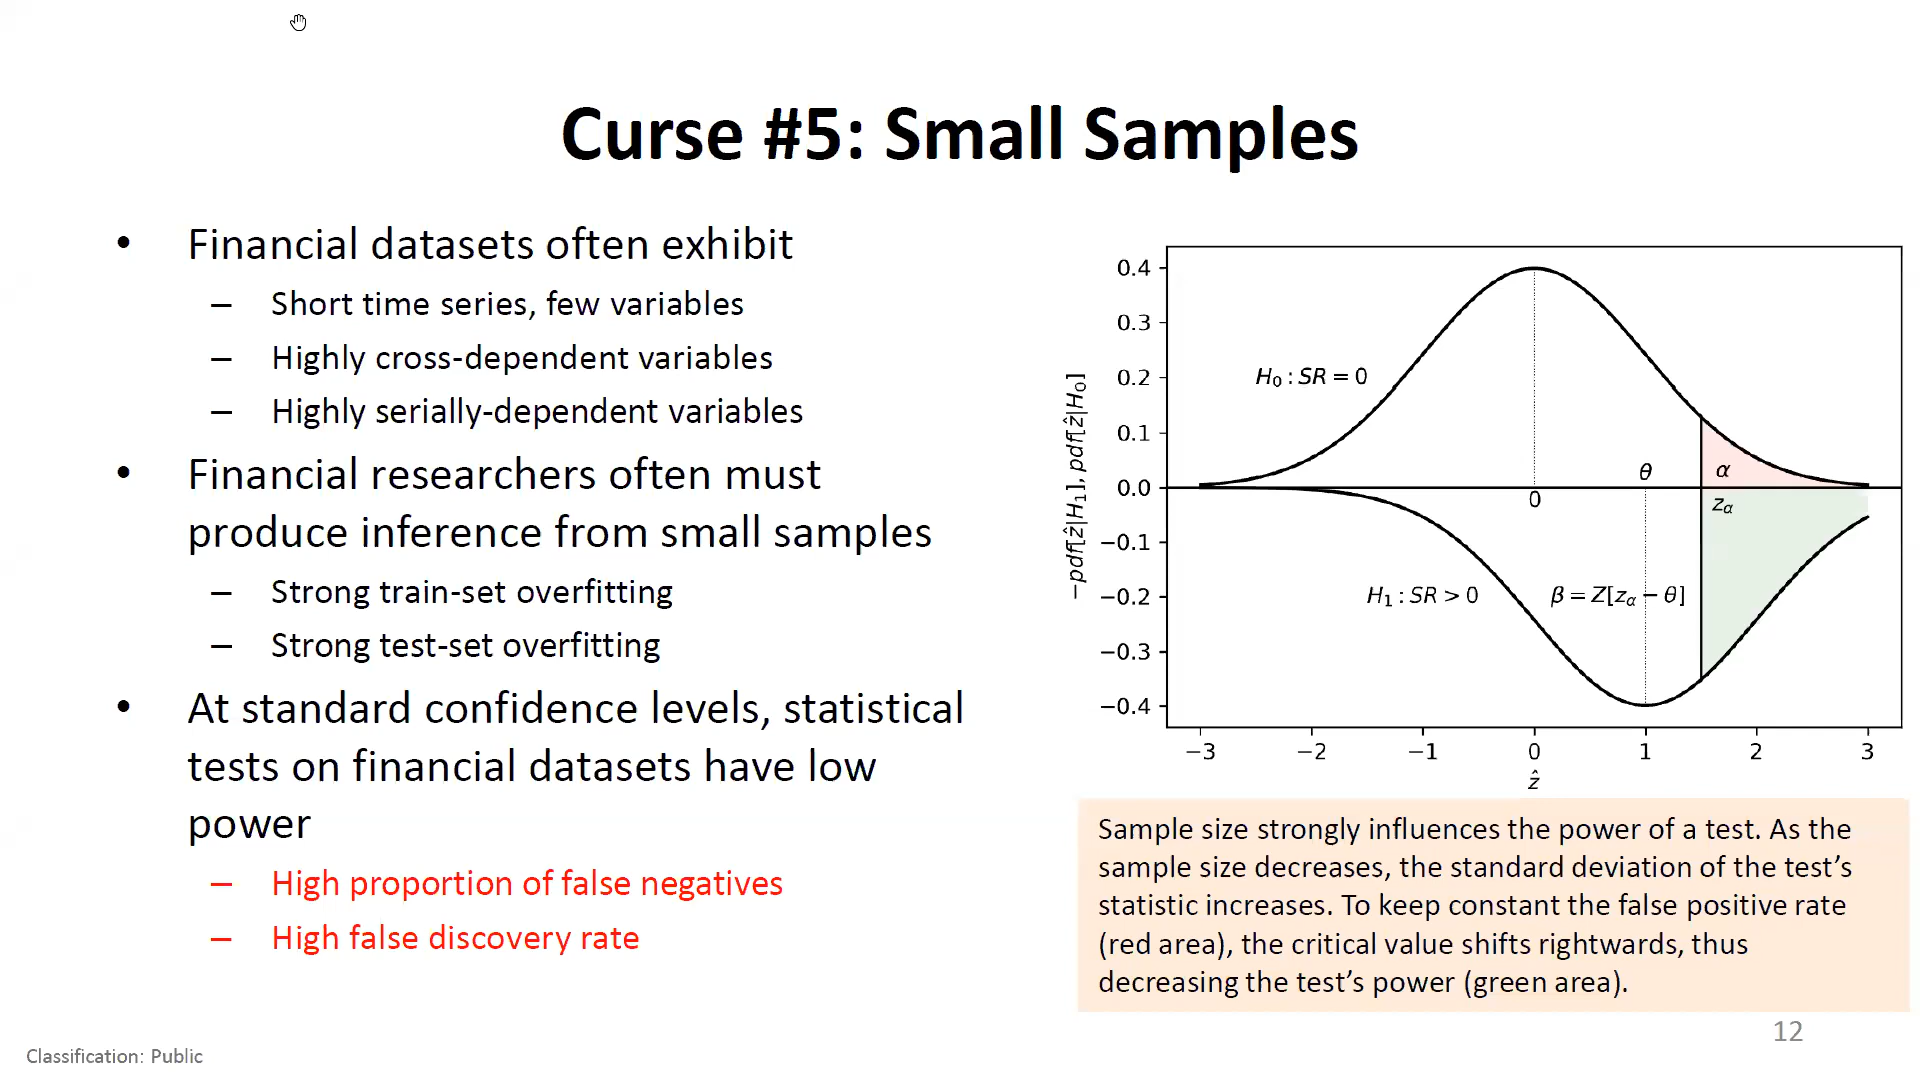 Curse #5: Small Samples
• Financial datasets often exhibit
– Short time series, few variables
– Highly cross-dependent variables
– Highly serially-dependent variables
• Financial researchers often must
produce inference from small samples
– Strong train-set overfitting
– Strong test-set overfitting
• At standard confidence levels, statistical
tests on financial datasets have low
power
– High proportion of false negatives
– High false discovery rate
−pdf[ẑ|H₁], pdf[ẑ|H₀]
0.4
0.3
0.2
0.1
0.0
−0.1
−0.2
−0.3
−0.4
H₀ : SR = 0
θ
α
0
zα
H₁ : SR > 0
β = Z[zα − θ]
−3 −2 −1 0 1 2 3
ẑ
Sample size strongly influences the power of a test. As the
sample size decreases, the standard deviation of the test’s
statistic increases. To keep constant the false positive rate
(red area), the critical value shifts rightwards, thus
decreasing the test’s power (green area).
12
Classification: Public